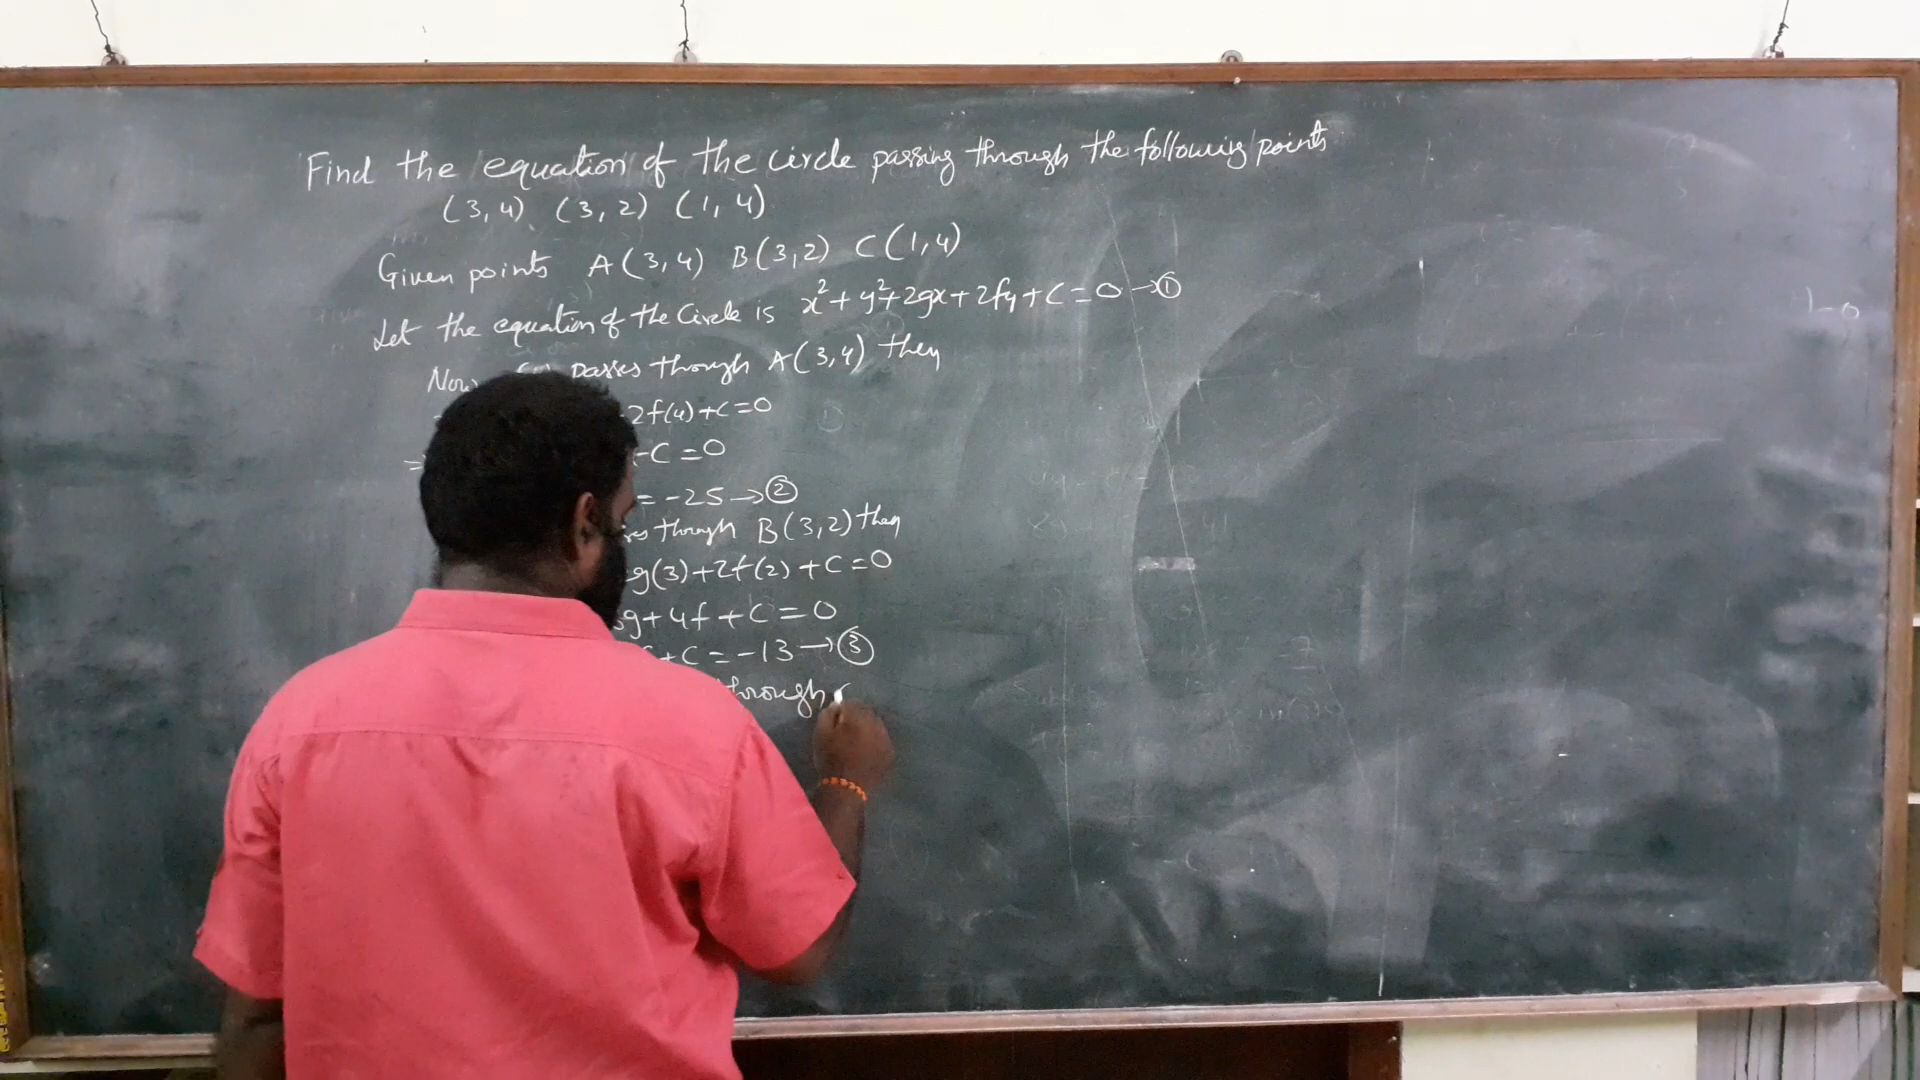 Find the equation of the circle passing through the following points
(3,4) (3,2) (1,4)
Given points A(3,4) B(3,2) C(1,4)
Let the equation of the Circle is x²+y²+2gx+2fy+C=0→①
Now passes through A(3,4) then
2f(4)+C=0
C=0
=-25→②
through B(3,2) then
g(3)+2f(2)+C=0
g+4f+C=0
+C=-13→③
through